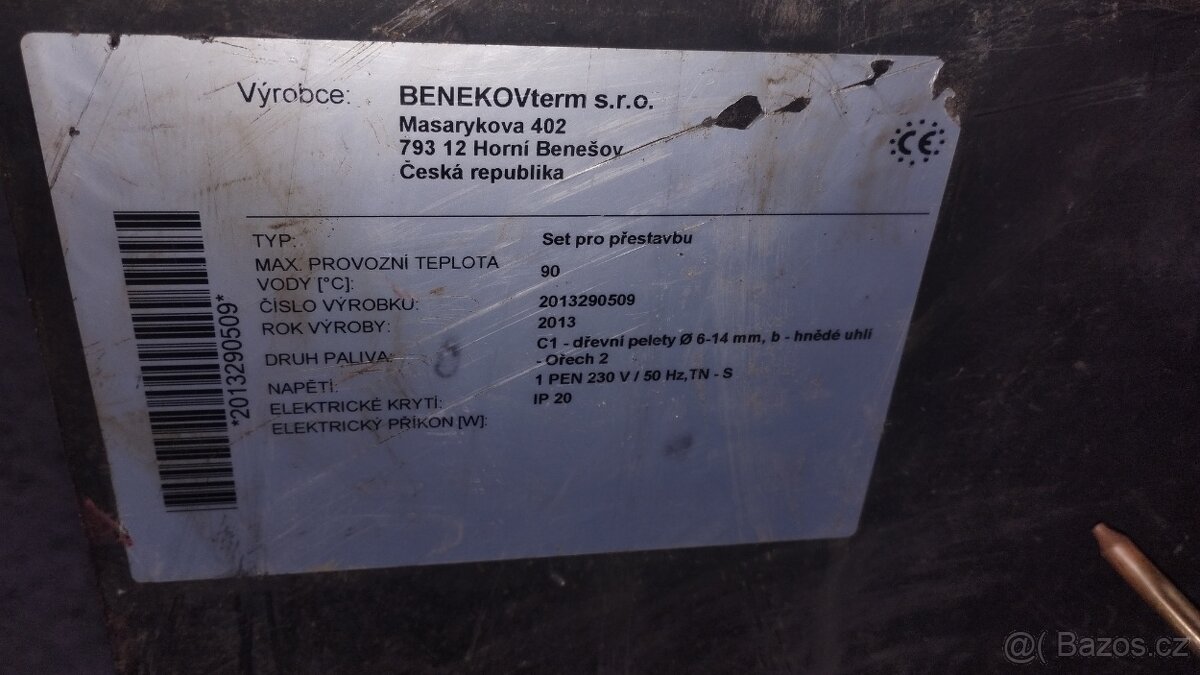 Výrobce: BENEKOVterm s.r.o.
Masarykova 402
793 12 Horní Benešov
Česká republika
CE
TYP: Set pro přestavbu
MAX. PROVOZNÍ TEPLOTA
VODY [°C]: 90
ČÍSLO VÝROBKU: 2013290509
ROK VÝROBY: 2013
DRUH PALIVA: C1 - dřevní pelety Ø 6-14 mm, b - hnědé uhlí
- Ořech 2
NAPĚTÍ: 1 PEN 230 V / 50 Hz,TN - S
ELEKTRICKÉ KRYTÍ: IP 20
ELEKTRICKÝ PŘÍKON [W]:
*2013290509*
@( Bazos.cz